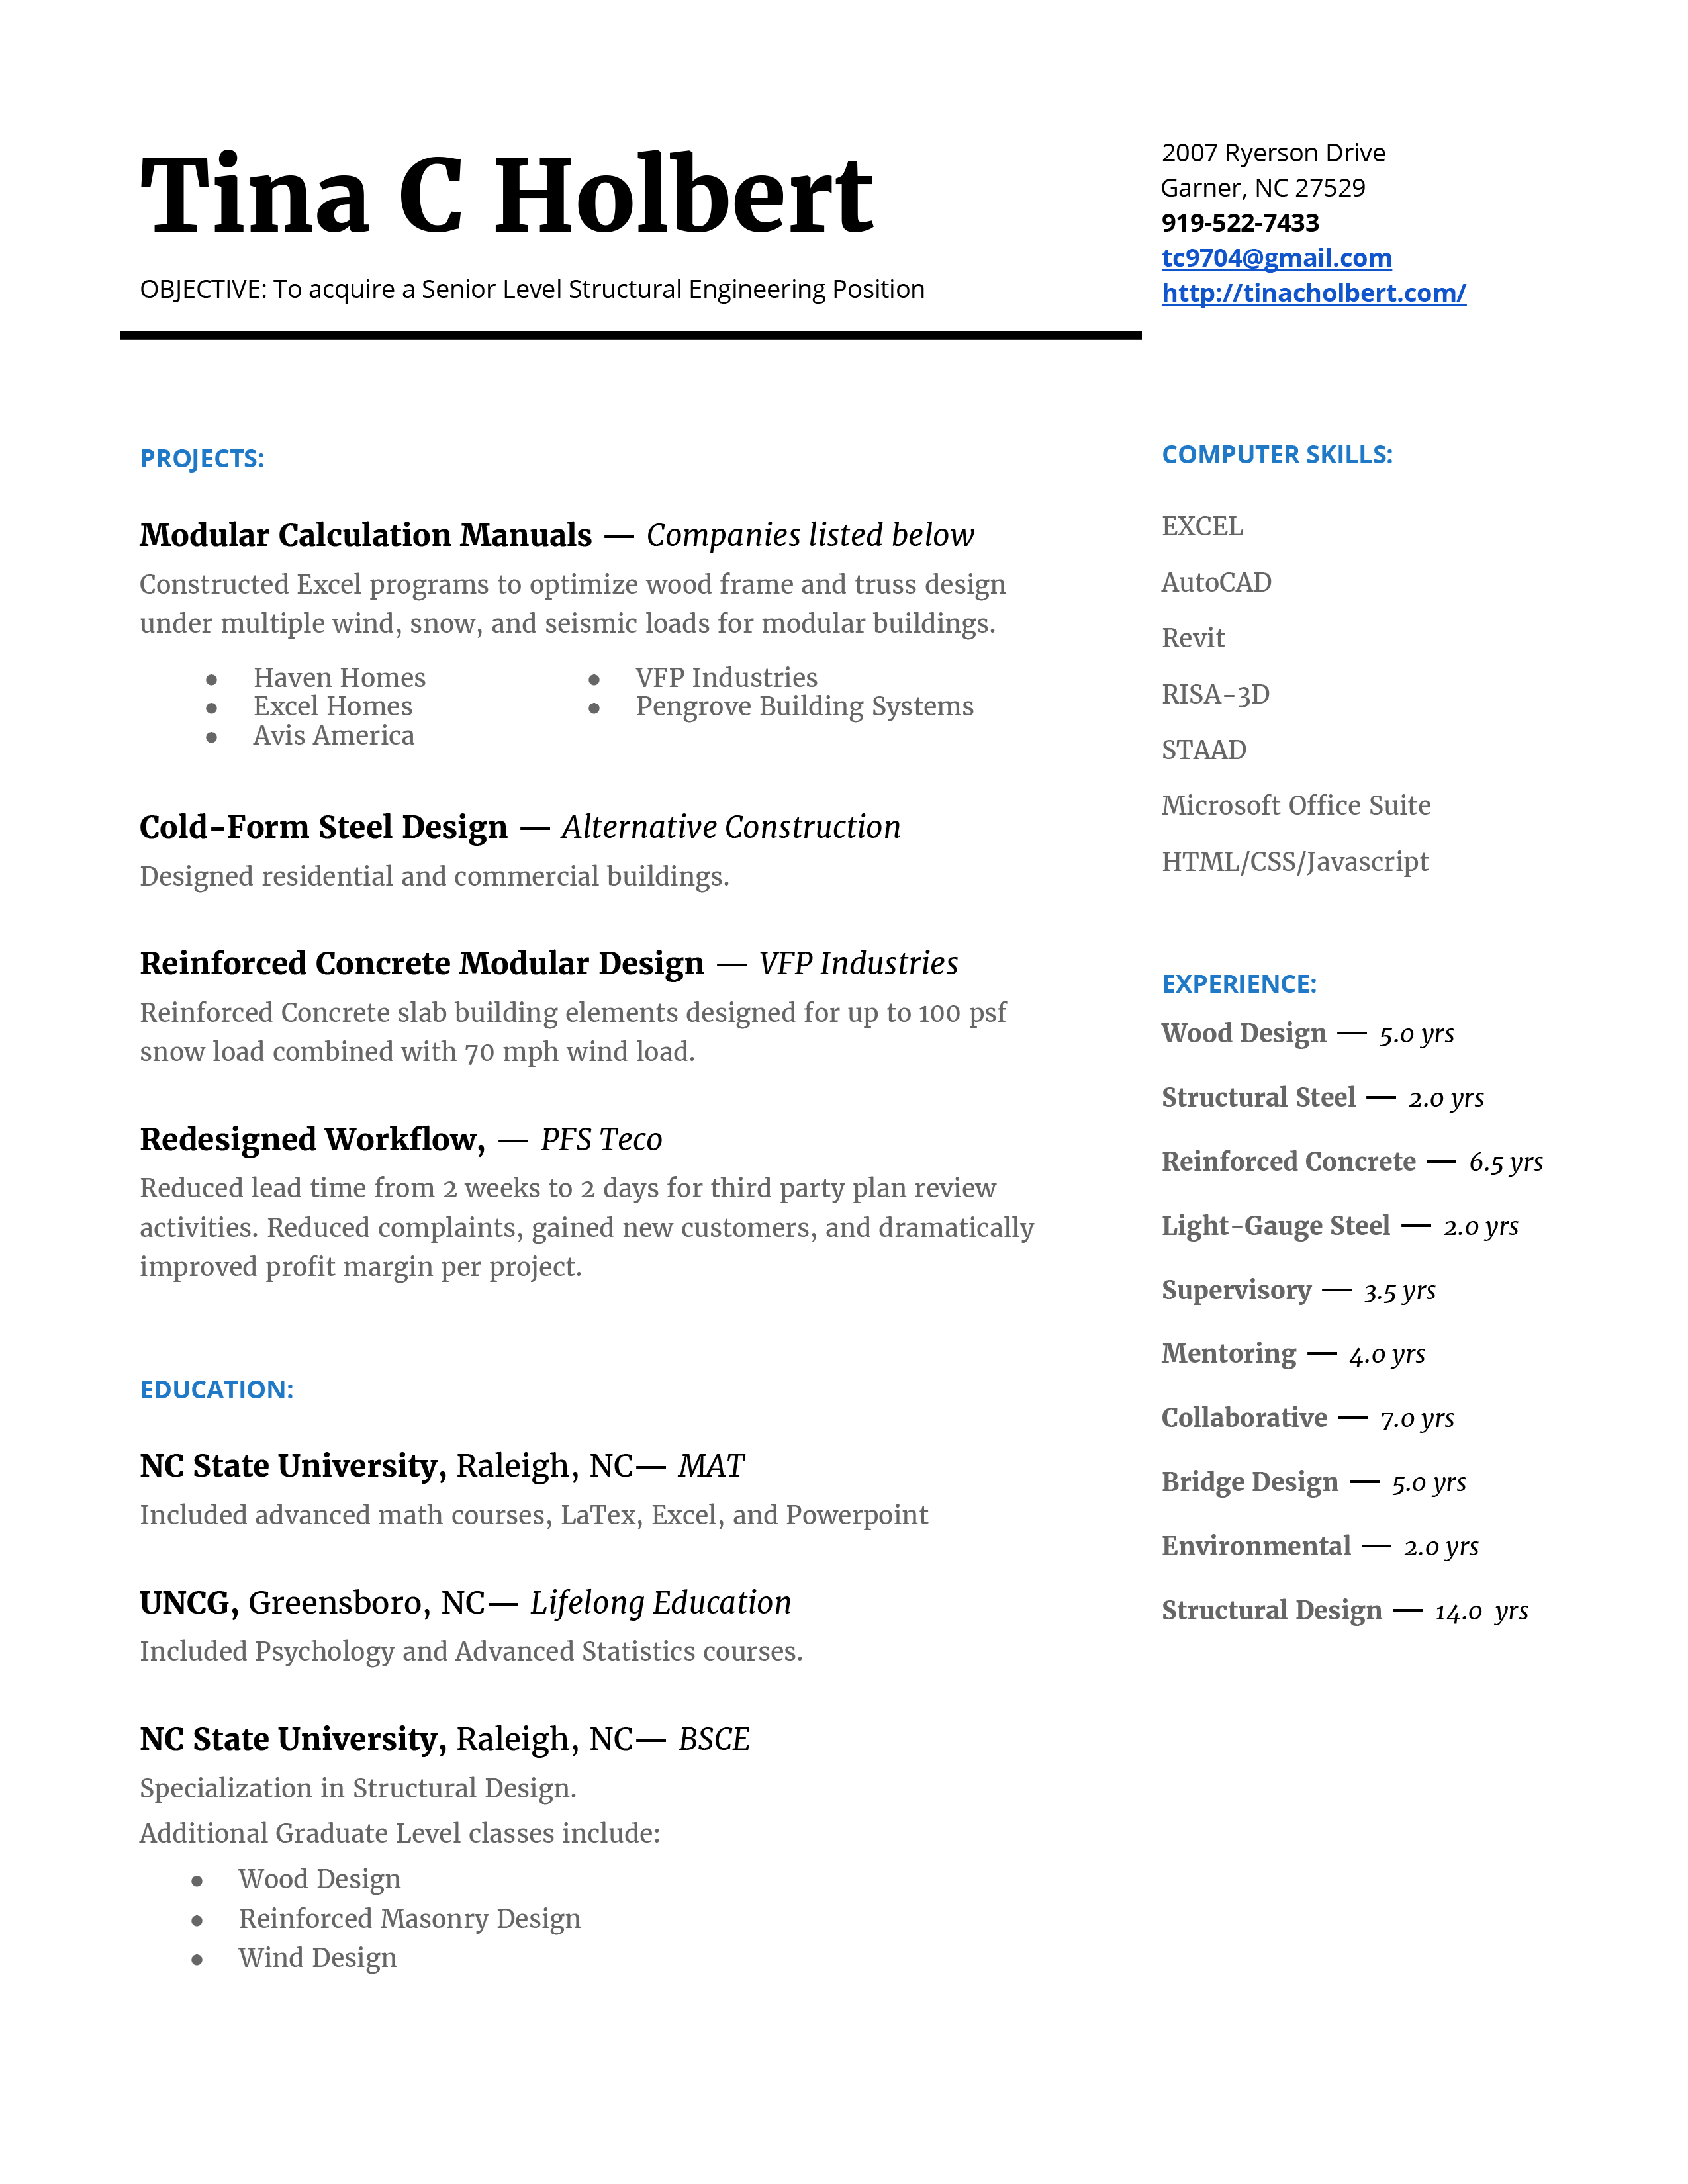 Tina C Holbert
OBJECTIVE: To acquire a Senior Level Structural Engineering Position
2007 Ryerson Drive
Garner, NC 27529
919-522-7433
tc9704@gmail.com
http://tinacholbert.com/
PROJECTS:
Modular Calculation Manuals — Companies listed below
Constructed Excel programs to optimize wood frame and truss design
under multiple wind, snow, and seismic loads for modular buildings.
● Haven Homes
● Excel Homes
● Avis America
● VFP Industries
● Pengrove Building Systems
Cold-Form Steel Design — Alternative Construction
Designed residential and commercial buildings.
Reinforced Concrete Modular Design — VFP Industries
Reinforced Concrete slab building elements designed for up to 100 psf
snow load combined with 70 mph wind load.
Redesigned Workflow, — PFS Teco
Reduced lead time from 2 weeks to 2 days for third party plan review
activities. Reduced complaints, gained new customers, and dramatically
improved profit margin per project.
EDUCATION:
NC State University, Raleigh, NC— MAT
Included advanced math courses, LaTex, Excel, and Powerpoint
UNCG, Greensboro, NC— Lifelong Education
Included Psychology and Advanced Statistics courses.
NC State University, Raleigh, NC— BSCE
Specialization in Structural Design.
Additional Graduate Level classes include:
● Wood Design
● Reinforced Masonry Design
● Wind Design
COMPUTER SKILLS:
EXCEL
AutoCAD
Revit
RISA-3D
STAAD
Microsoft Office Suite
HTML/CSS/Javascript
EXPERIENCE:
Wood Design — 5.0 yrs
Structural Steel — 2.0 yrs
Reinforced Concrete — 6.5 yrs
Light-Gauge Steel — 2.0 yrs
Supervisory — 3.5 yrs
Mentoring — 4.0 yrs
Collaborative — 7.0 yrs
Bridge Design — 5.0 yrs
Environmental — 2.0 yrs
Structural Design — 14.0 yrs